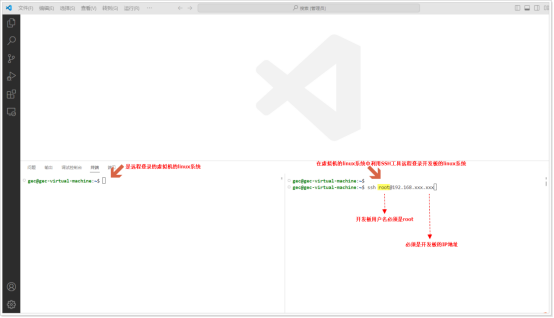 文件(F) 编辑(E) 选择(S) 查看(V) 转到(G) 运行(R) ···
搜索 [管理员]
问题 输出 调试控制台 终端 端口
是远程登录的虚拟机的linux系统
在虚拟机的linux系统中利用SSH工具远程登录开发板的linux系统
gec@gec-virtual-machine:~$
gec@gec-virtual-machine:~$
gec@gec-virtual-machine:~$ ssh root@192.168.xxx.xxx
开发板用户名必须是root
必须是开发板的IP地址